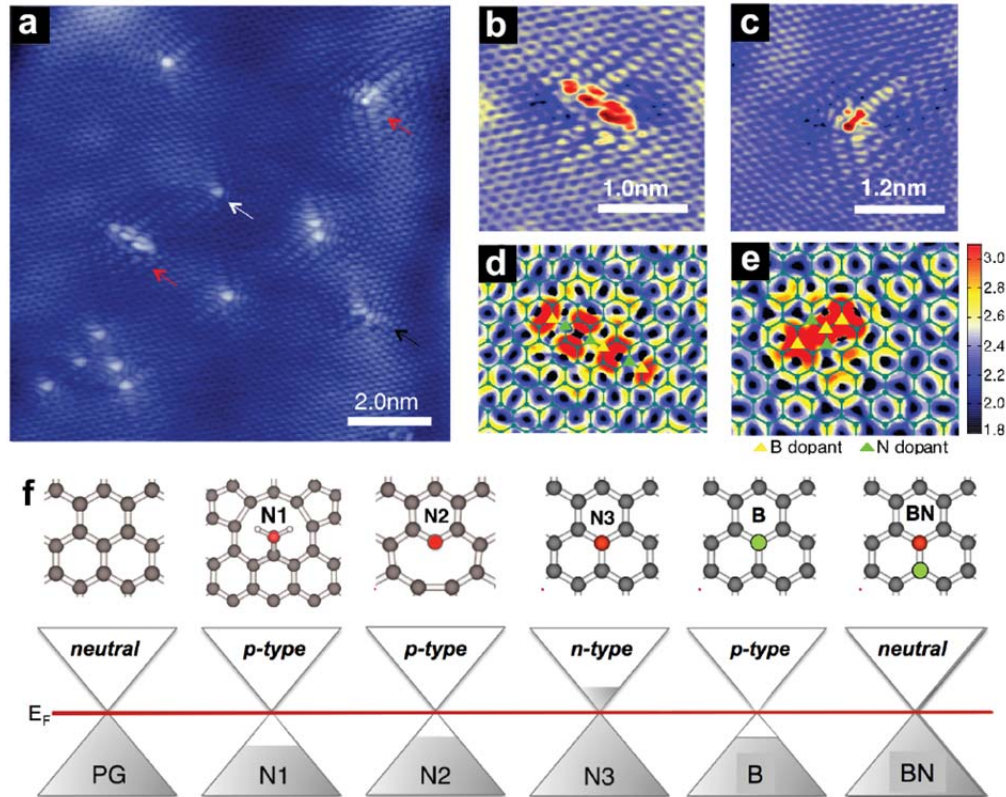 a
2.0nm
b
1.0nm
c
1.2nm
d
e
3.0
2.8
2.6
2.4
2.2
2.0
1.8
B dopant
N dopant
f
N1
N2
N3
B
BN
neutral
p-type
p-type
n-type
p-type
neutral
EF
PG
N1
N2
N3
B
BN